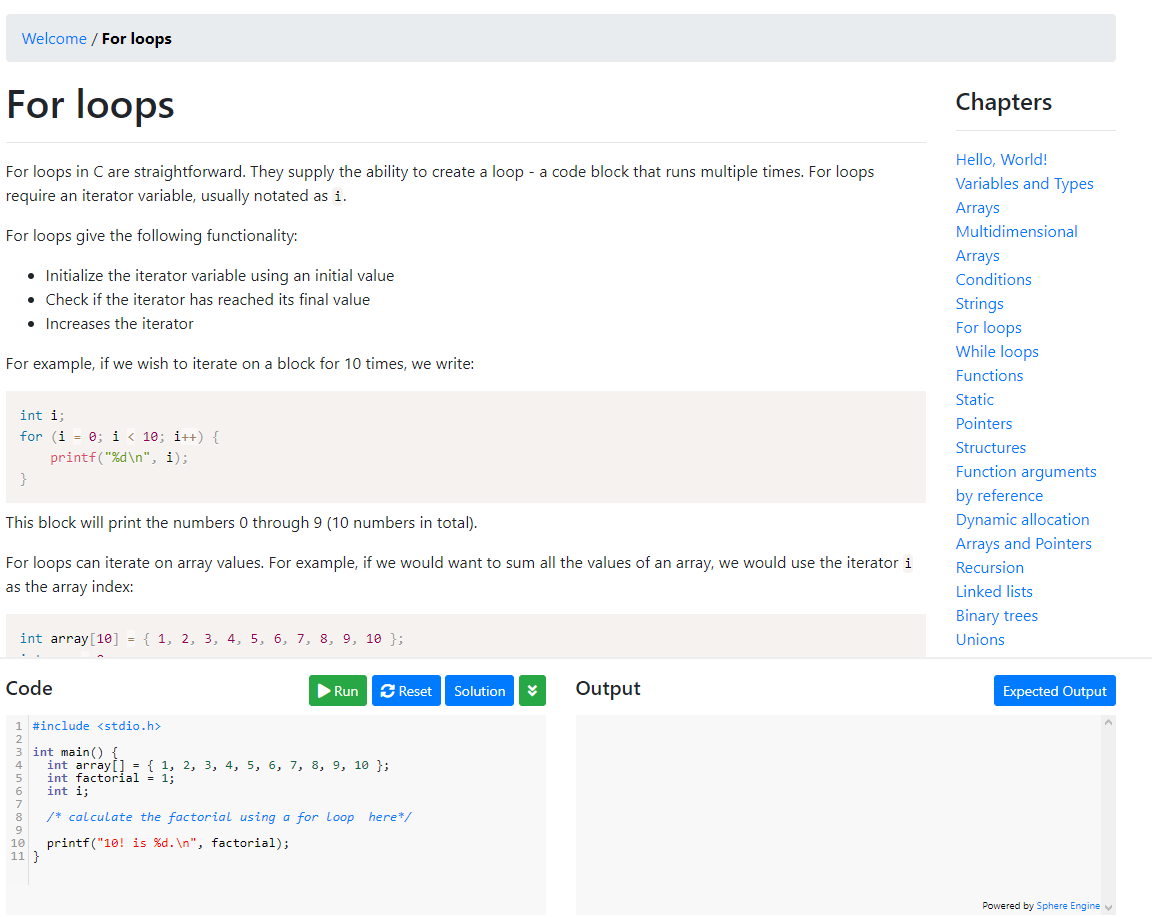 Welcome / For loops
For loops
For loops in C are straightforward. They supply the ability to create a loop - a code block that runs multiple times. For loops
require an iterator variable, usually notated as i.
For loops give the following functionality:
• Initialize the iterator variable using an initial value
• Check if the iterator has reached its final value
• Increases the iterator
For example, if we wish to iterate on a block for 10 times, we write:
int i;
for (i = 0; i < 10; i++) {
    printf("%d\n", i);
}
This block will print the numbers 0 through 9 (10 numbers in total).
For loops can iterate on array values. For example, if we would want to sum all the values of an array, we would use the iterator i
as the array index:
int array[10] = { 1, 2, 3, 4, 5, 6, 7, 8, 9, 10 };
Chapters
Hello, World!
Variables and Types
Arrays
Multidimensional
Arrays
Conditions
Strings
For loops
While loops
Functions
Static
Pointers
Structures
Function arguments
by reference
Dynamic allocation
Arrays and Pointers
Recursion
Linked lists
Binary trees
Unions
Code
Run
Reset
Solution
1 #include <stdio.h>
2
3 int main() {
4   int array[] = { 1, 2, 3, 4, 5, 6, 7, 8, 9, 10 };
5   int factorial = 1;
6   int i;
7
8   /* calculate the factorial using a for loop  here*/
9
10   printf("10! is %d.\n", factorial);
11 }
Output
Expected Output
Powered by Sphere Engine